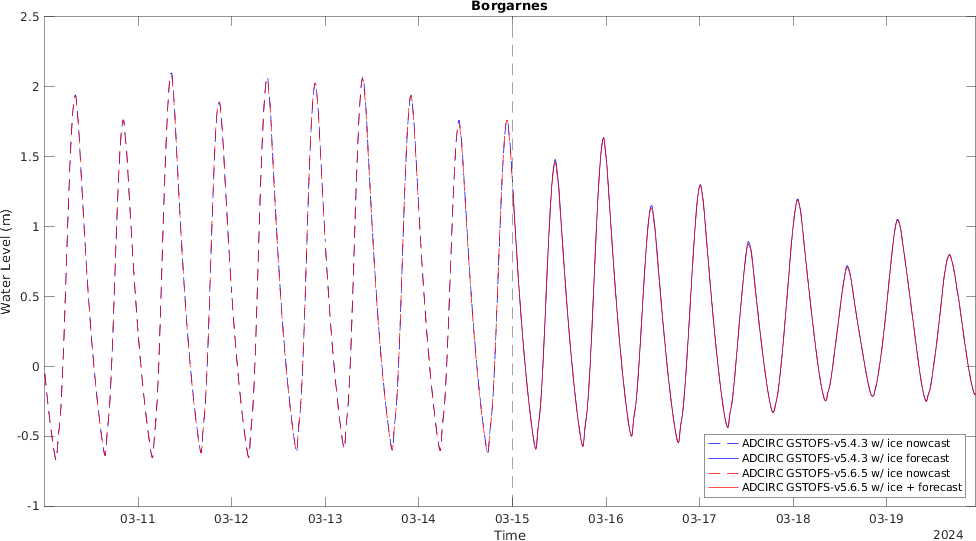 Borgarnes
2.5
2
1.5
1
0.5
0
-0.5
-1
Water Level (m)
03-11 03-12 03-13 03-14 03-15 03-16 03-17 03-18 03-19
Time
2024
ADCIRC GSTOFS-v5.4.3 w/ ice nowcast
ADCIRC GSTOFS-v5.4.3 w/ ice forecast
ADCIRC GSTOFS-v5.6.5 w/ ice nowcast
ADCIRC GSTOFS-v5.6.5 w/ ice + forecast